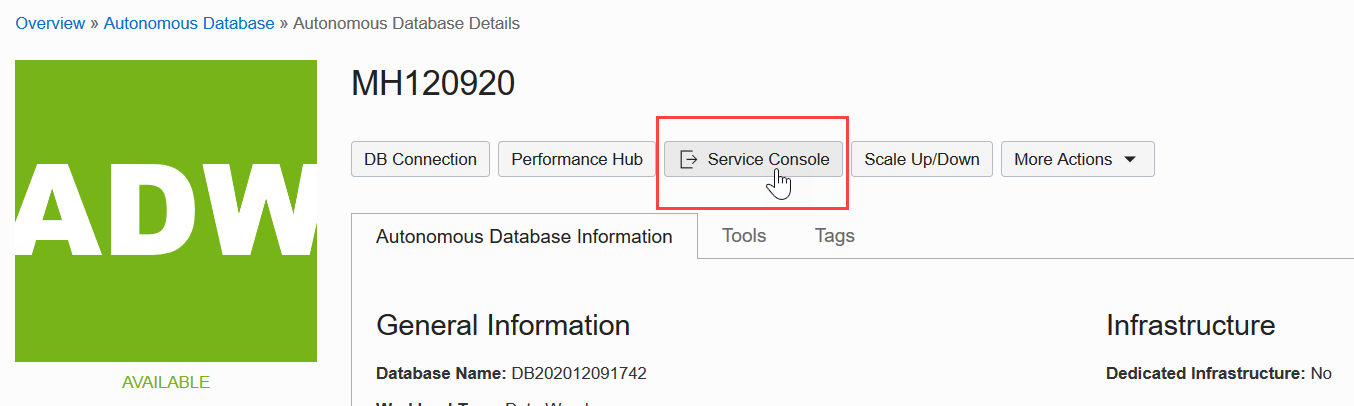 Overview » Autonomous Database » Autonomous Database Details
ADW
AVAILABLE
MH120920
DB Connection Performance Hub Service Console Scale Up/Down More Actions
Autonomous Database Information Tools Tags
General Information Infrastructure
Database Name: DB202012091742 Dedicated Infrastructure: No